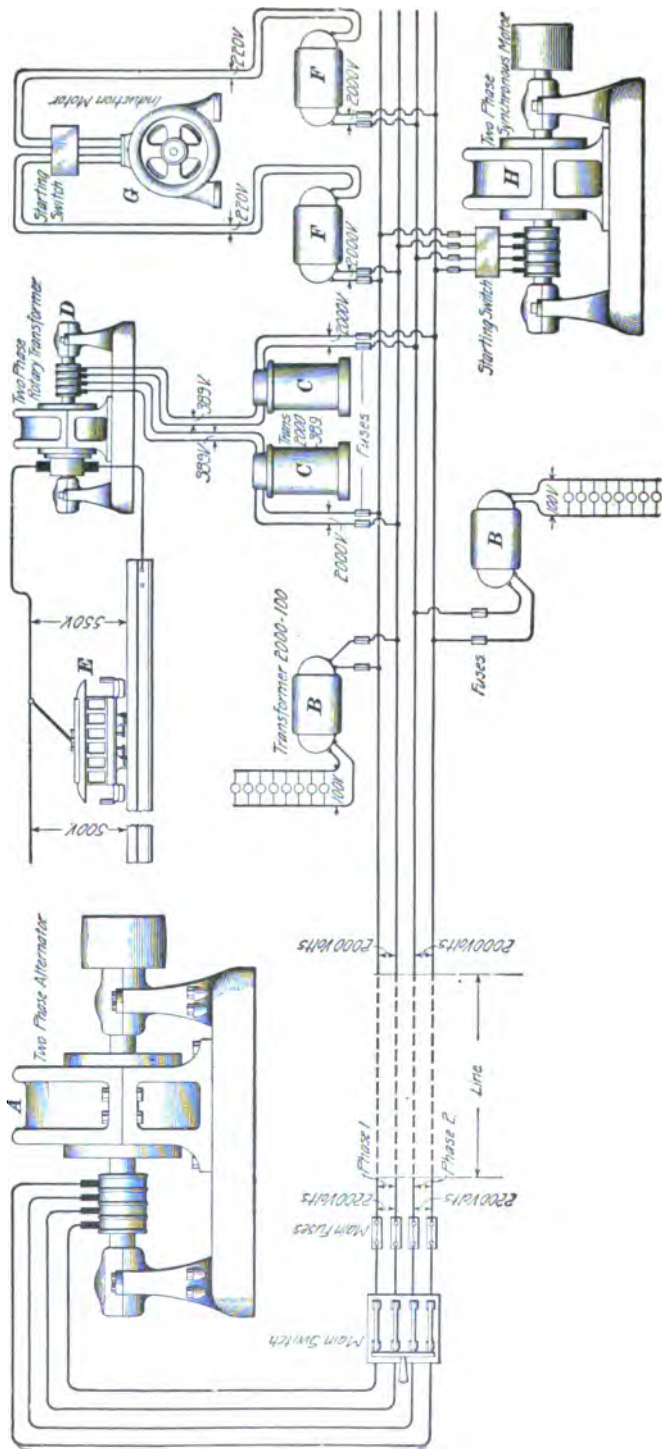 A
Two Phase Alternator
Main Switch
Main Fuses
2200 Volts
2200 Volts
Phase 1
Phase 2
Line
2000 Volts
2000 Volts
500V
550V
E
Two Phase
Rotary Transformer
D
389V
389V
C
C
Trans
2000
-389
2000V
2000V
Fuses
Transformer 2000-100
B
100V
B
100V
Fuses
Starting
Switch
Induction Motor
G
220V
220V
F
F
2000V
2000V
Starting Switch
Two Phase
Synchronous Motor
H